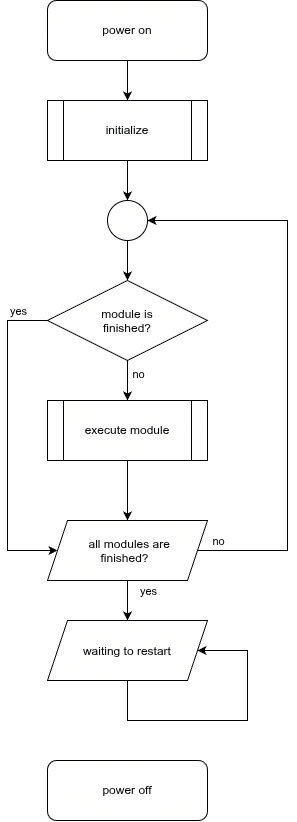 power on
initialize
yes
module is
finished?
no
execute module
all modules are
finished?
no
yes
waiting to restart
power off